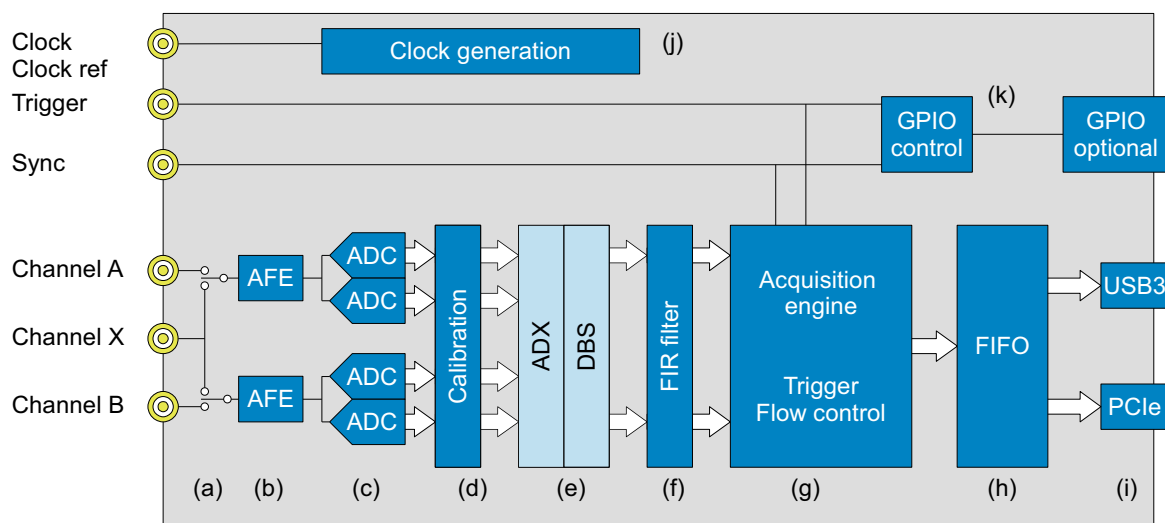 Clock
Clock ref
Clock generation
(j)
Trigger
(k)
GPIO
control
GPIO
optional
Sync
Channel A
Channel X
Channel B
AFE
AFE
ADC
ADC
ADC
ADC
Calibration
ADX
DBS
FIR filter
Acquisition
engine
Trigger
Flow control
FIFO
USB3
PCIe
(a)
(b)
(c)
(d)
(e)
(f)
(g)
(h)
(i)